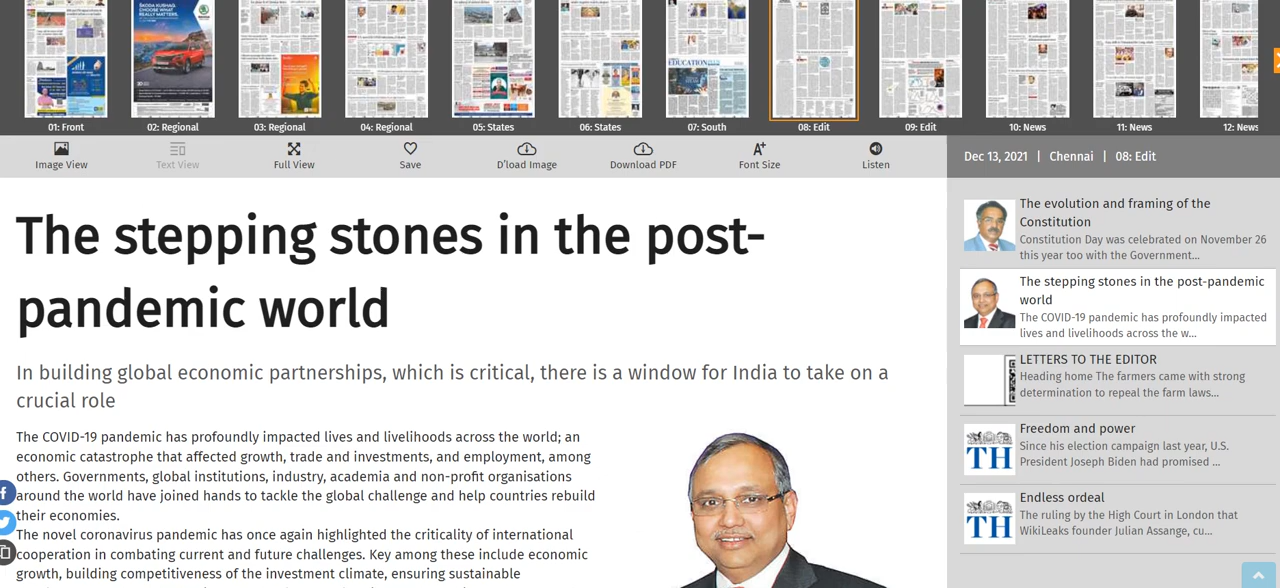 ŠKODA KUSHAQ.
CHOOSE WHAT
REALLY MATTERS.
EDUCATION
01: Front
02: Regional
03: Regional
04: Regional
05: States
06: States
07: South
08: Edit
09: Edit
10: News
11: News
12: News
Image View
Text View
Full View
Save
D'load Image
Download PDF
Font Size
Listen
Dec 13, 2021 | Chennai | 08: Edit
The stepping stones in the post-
pandemic world
In building global economic partnerships, which is critical, there is a window for India to take on a
crucial role
The COVID-19 pandemic has profoundly impacted lives and livelihoods across the world; an
economic catastrophe that affected growth, trade and investments, and employment, among
others. Governments, global institutions, industry, academia and non-profit organisations
around the world have joined hands to tackle the global challenge and help countries rebuild
their economies.
The novel coronavirus pandemic has once again highlighted the criticality of international
cooperation in combating current and future challenges. Key among these include economic
growth, building competitiveness of the investment climate, ensuring sustainable
The evolution and framing of the
Constitution
Constitution Day was celebrated on November 26
this year too with the Government...
The stepping stones in the post-pandemic
world
The COVID-19 pandemic has profoundly impacted
lives and livelihoods across the w...
LETTERS TO THE EDITOR
Heading home The farmers came with strong
determination to repeal the farm laws...
TH
Freedom and power
Since his election campaign last year, U.S.
President Joseph Biden had promised ...
TH
Endless ordeal
The ruling by the High Court in London that
WikiLeaks founder Julian Assange, cu...